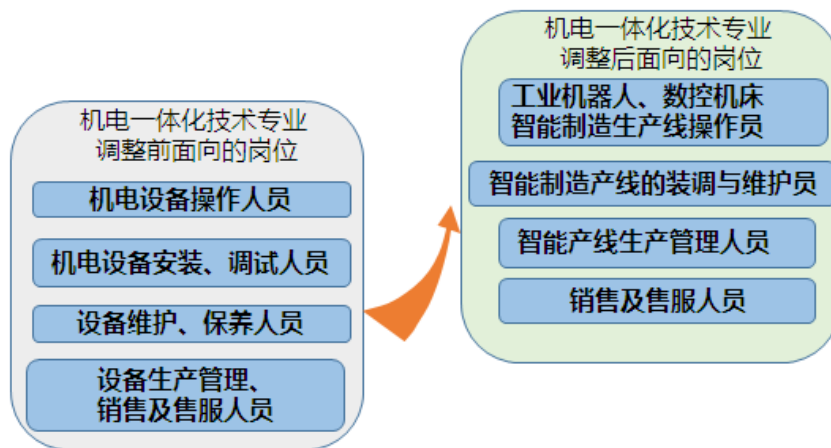 机电一体化技术专业
调整前面向的岗位
机电设备操作人员
机电设备安装、调试人员
设备维护、保养人员
设备生产管理、
销售及售服人员
机电一体化技术专业
调整后面向的岗位
工业机器人、数控机床
智能制造生产线操作员
智能制造产线的装调与维护员
智能产线生产管理人员
销售及售服人员